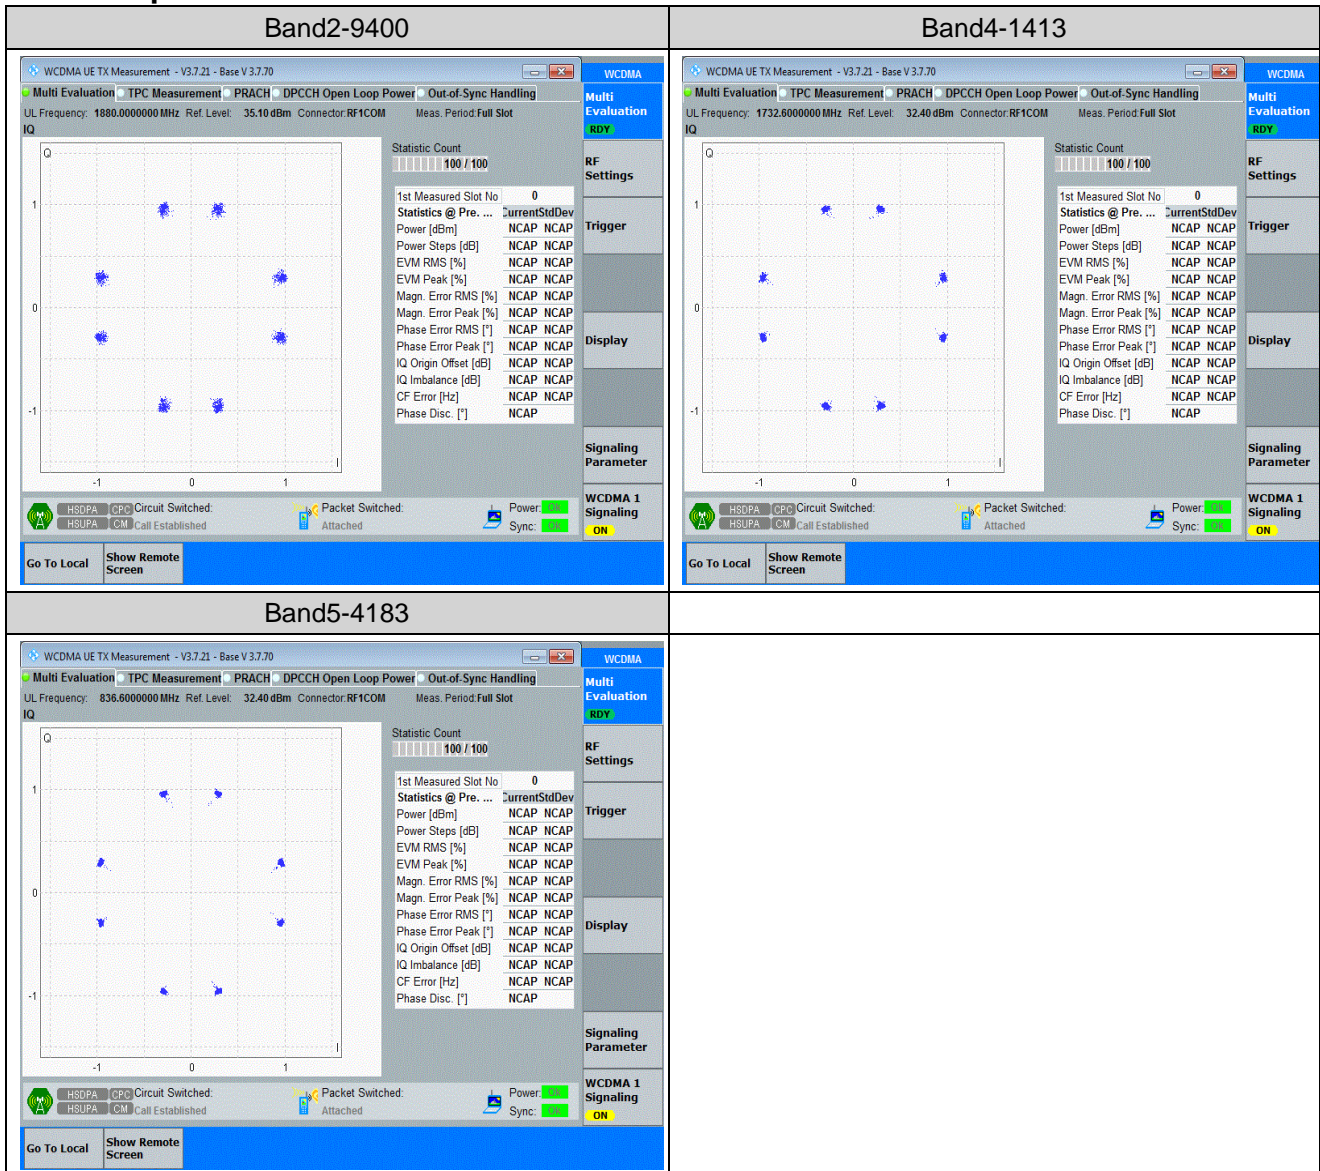 Band2-9400
Band4-1413
WCDMA UE TX Measurement - V3.7.21 - Base V 3.7.70
WCDMA
Multi Evaluation TPC Measurement PRACH DPCCH Open Loop Power Out-of-Sync Handling
Multi Evaluation
RDY
UL Frequency: 1880.0000000 MHz Ref. Level: 35.10 dBm Connector: RF1COM Meas. Period: Full Slot
IQ
Q
1
0
-1
-1 0 1
I
Statistic Count
100 / 100
1st Measured Slot No 0
Statistics @ Pre. ... Current StdDev
Power [dBm] NCAP NCAP
Power Steps [dB] NCAP NCAP
EVM RMS [%] NCAP NCAP
EVM Peak [%] NCAP NCAP
Magn. Error RMS [%] NCAP NCAP
Magn. Error Peak [%] NCAP NCAP
Phase Error RMS [°] NCAP NCAP
Phase Error Peak [°] NCAP NCAP
IQ Origin Offset [dB] NCAP NCAP
IQ Imbalance [dB] NCAP NCAP
CF Error [Hz] NCAP NCAP
Phase Disc. [°] NCAP
RF Settings
Trigger
Display
Signaling Parameter
WCDMA 1 Signaling
ON
HSDPA CPC Circuit Switched: Packet Switched: Power: Ok
HSUPA CM Call Established Attached Sync: Ok
Go To Local Show Remote Screen
WCDMA UE TX Measurement - V3.7.21 - Base V 3.7.70
WCDMA
Multi Evaluation TPC Measurement PRACH DPCCH Open Loop Power Out-of-Sync Handling
Multi Evaluation
RDY
UL Frequency: 1732.6000000 MHz Ref. Level: 32.40 dBm Connector: RF1COM Meas. Period: Full Slot
IQ
Q
1
0
-1
-1 0 1
I
Statistic Count
100 / 100
1st Measured Slot No 0
Statistics @ Pre. ... Current StdDev
Power [dBm] NCAP NCAP
Power Steps [dB] NCAP NCAP
EVM RMS [%] NCAP NCAP
EVM Peak [%] NCAP NCAP
Magn. Error RMS [%] NCAP NCAP
Magn. Error Peak [%] NCAP NCAP
Phase Error RMS [°] NCAP NCAP
Phase Error Peak [°] NCAP NCAP
IQ Origin Offset [dB] NCAP NCAP
IQ Imbalance [dB] NCAP NCAP
CF Error [Hz] NCAP NCAP
Phase Disc. [°] NCAP
RF Settings
Trigger
Display
Signaling Parameter
WCDMA 1 Signaling
ON
HSDPA CPC Circuit Switched: Packet Switched: Power: Ok
HSUPA CM Call Established Attached Sync: Ok
Go To Local Show Remote Screen
Band5-4183
WCDMA UE TX Measurement - V3.7.21 - Base V 3.7.70
WCDMA
Multi Evaluation TPC Measurement PRACH DPCCH Open Loop Power Out-of-Sync Handling
Multi Evaluation
RDY
UL Frequency: 836.6000000 MHz Ref. Level: 32.40 dBm Connector: RF1COM Meas. Period: Full Slot
IQ
Q
1
0
-1
-1 0 1
I
Statistic Count
100 / 100
1st Measured Slot No 0
Statistics @ Pre. ... Current StdDev
Power [dBm] NCAP NCAP
Power Steps [dB] NCAP NCAP
EVM RMS [%] NCAP NCAP
EVM Peak [%] NCAP NCAP
Magn. Error RMS [%] NCAP NCAP
Magn. Error Peak [%] NCAP NCAP
Phase Error RMS [°] NCAP NCAP
Phase Error Peak [°] NCAP NCAP
IQ Origin Offset [dB] NCAP NCAP
IQ Imbalance [dB] NCAP NCAP
CF Error [Hz] NCAP NCAP
Phase Disc. [°] NCAP
RF Settings
Trigger
Display
Signaling Parameter
WCDMA 1 Signaling
ON
HSDPA CPC Circuit Switched: Packet Switched: Power: Ok
HSUPA CM Call Established Attached Sync: Ok
Go To Local Show Remote Screen